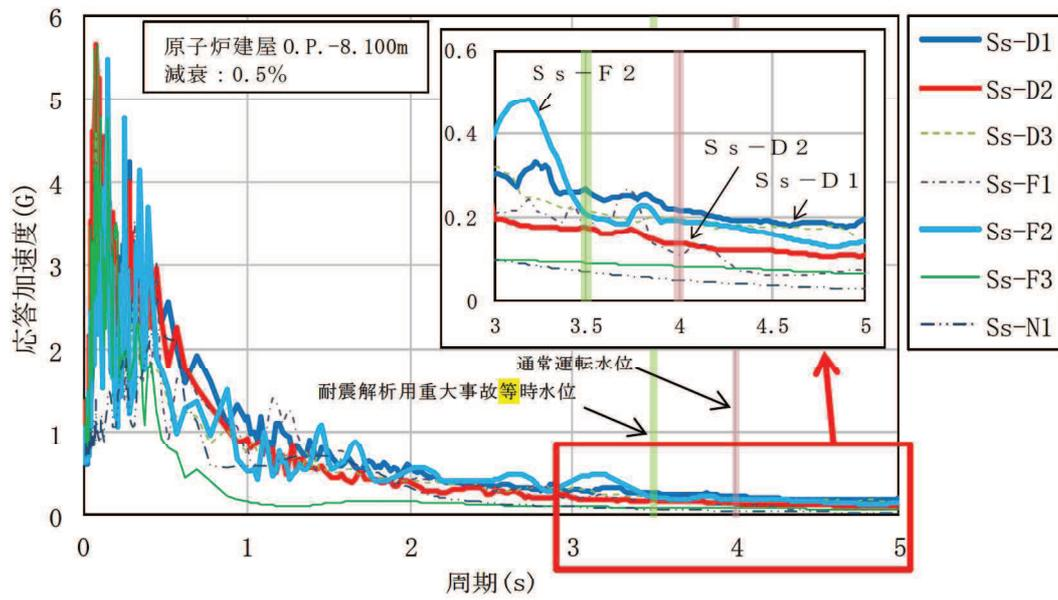 原子炉建屋 O.P.-8.100m
減衰：0.5%
応答加速度(G)
6
5
4
3
2
1
0
0
1
2
3
4
5
周期(s)
0.6
0.4
0.2
0
3
3.5
4
4.5
5
Ｓｓ－Ｆ２
Ｓｓ－Ｄ２
Ｓｓ－Ｄ１
通常運転水位
耐震解析用重大事故等時水位
Ss-D1
Ss-D2
Ss-D3
Ss-F1
Ss-F2
Ss-F3
Ss-N1